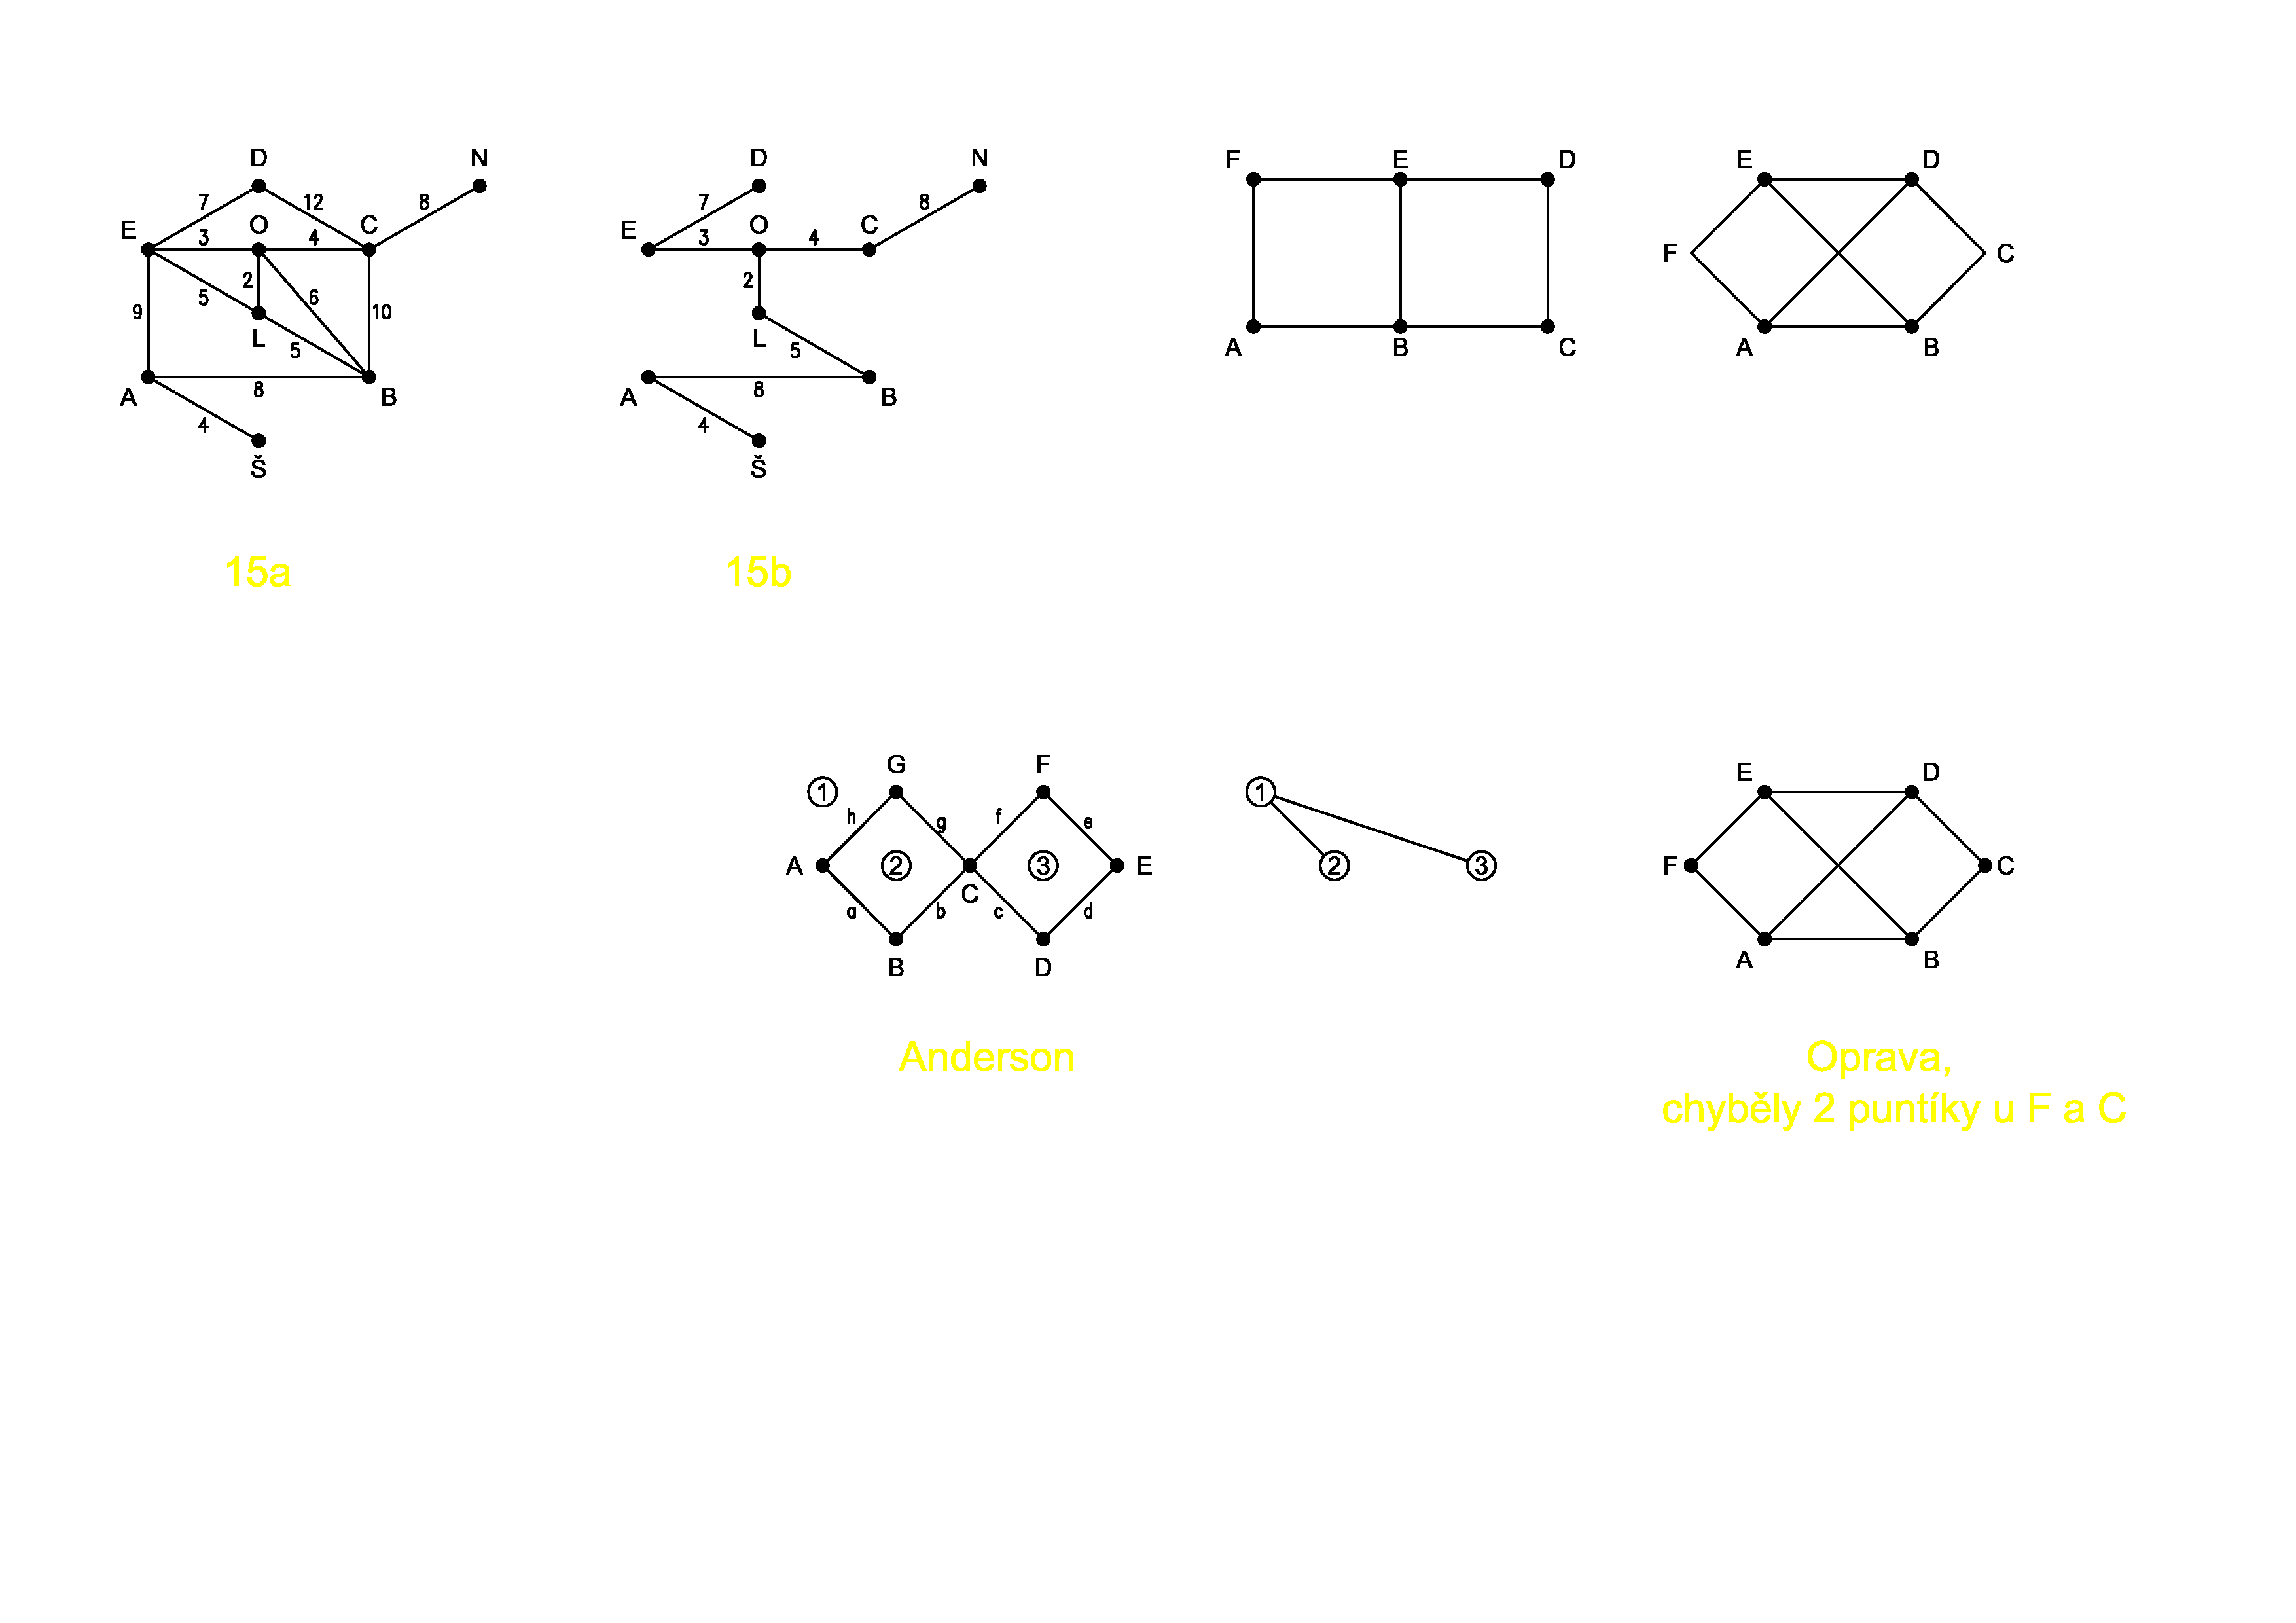 D
N
7
12
8
E
O
C
3
4
2
6
5
9
10
L
5
A
8
B
4
Š
15a
D
N
7
8
E
O
C
3
4
2
L
5
A
8
B
4
Š
15b
F
E
D
A
B
C
E
D
F
C
A
B
G
F
1
h
g
f
e
A
2
3
E
C
a
b
c
d
B
D
Anderson
1
2
3
E
D
F
C
A
B
Oprava,
chyběly 2 puntíky u F a C